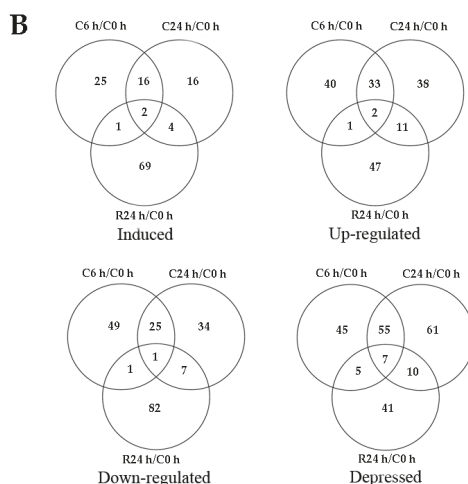 B
C6 h/C0 h C24 h/C0 h
25 16 16
2
1 4
69
R24 h/C0 h
Induced
C6 h/C0 h C24 h/C0 h
40 33 38
2
1 11
47
R24 h/C0 h
Up-regulated
C6 h/C0 h C24 h/C0 h
49 25 34
1
1 7
82
R24 h/C0 h
Down-regulated
C6 h/C0 h C24 h/C0 h
45 55 61
7
5 10
41
R24 h/C0 h
Depressed